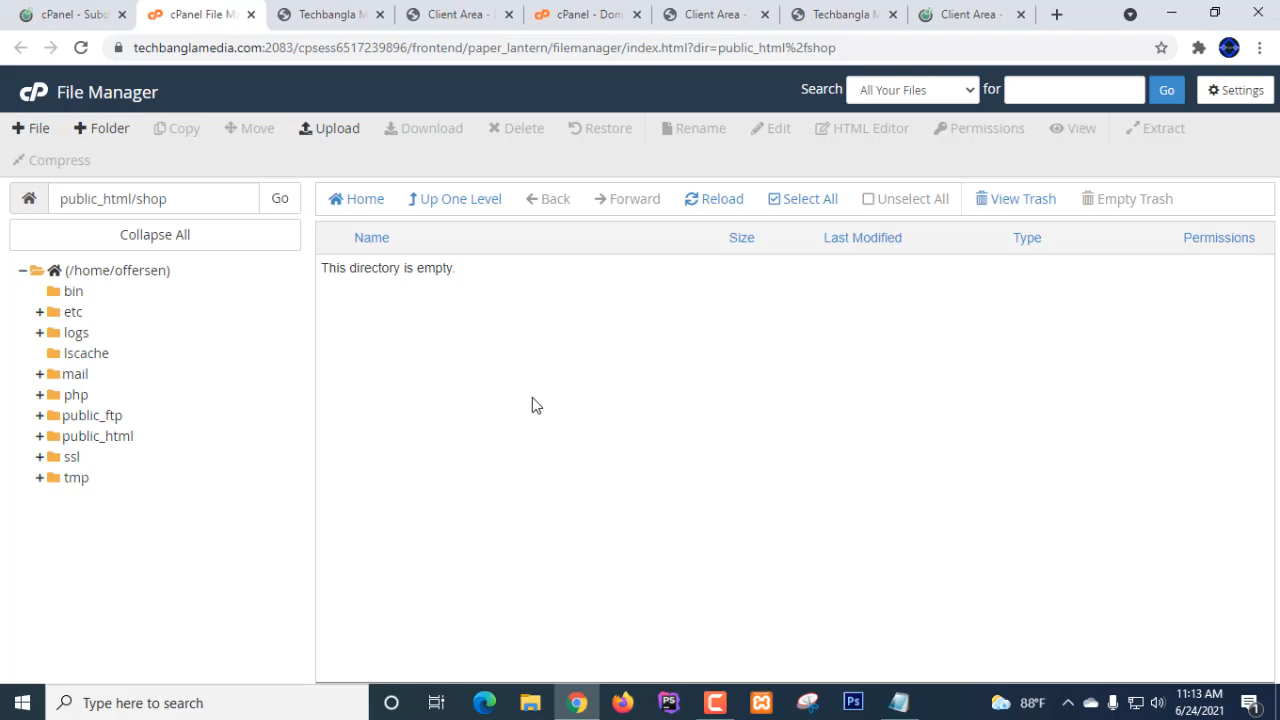 cPanel - Subd
cPanel File Ma
Techbangla M
Client Area -
cPanel - Dom
Client Area -
Techbangla M
Client Area -
techbanglamedia.com:2083/cpsess6517239896/frontend/paper_lantern/filemanager/index.html?dir=public_html%2fshop
cP File Manager
Search All Your Files for Go Settings
File Folder Copy Move Upload Download Delete Restore Rename Edit HTML Editor Permissions View Extract
Compress
public_html/shop Go
Home Up One Level Back Forward Reload Select All Unselect All View Trash Empty Trash
Collapse All
Name Size Last Modified Type Permissions
This directory is empty.
(/home/offersen)
bin
etc
logs
lscache
mail
php
public_ftp
public_html
ssl
tmp
Type here to search
PS
Ps
88°F
11:13 AM
6/24/2021
1